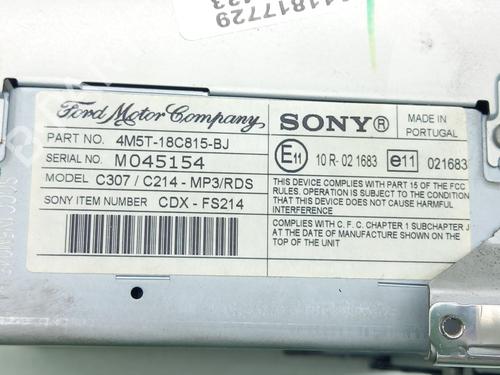 Ford Motor Company
PART NO. 4M5T-18C815-BJ
SERIAL NO. M045154
MODEL C307 / C214 - MP3/RDS
SONY ITEM NUMBER CDX - FS214
SONY®
MADE IN
PORTUGAL
E11 10 R- 02 1683 e11 021683
THIS DEVICE COMPLIES WITH PART 15 OF THE FCC
RULES. OPERATION IS SUBJECT TO THE CONDITION
THAT THIS DEVICE DOES NOT CAUSE HARMFUL
INTERFERENCE
COMPLIES WITH C. F. C. CHAPTER 1 SUBCHAPTER J
AT DATE OF MANUFACTURE SHOWN ON THE
TOP OF THE UNIT